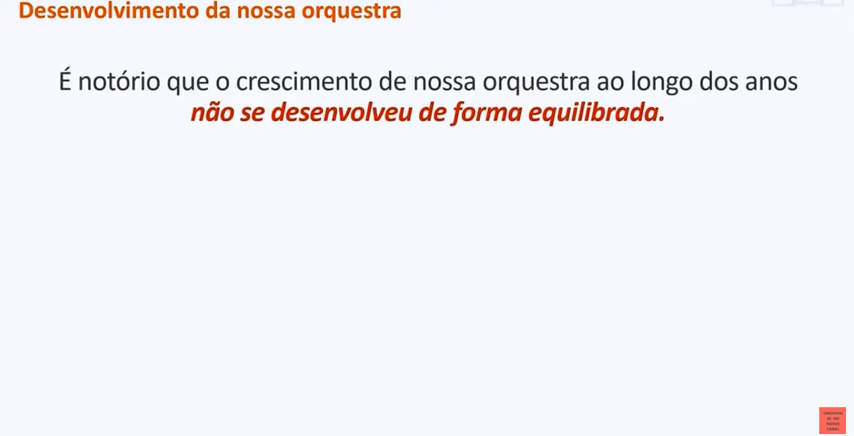 Desenvolvimento da nossa orquestra
É notório que o crescimento de nossa orquestra ao longo dos anos
não se desenvolveu de forma equilibrada.